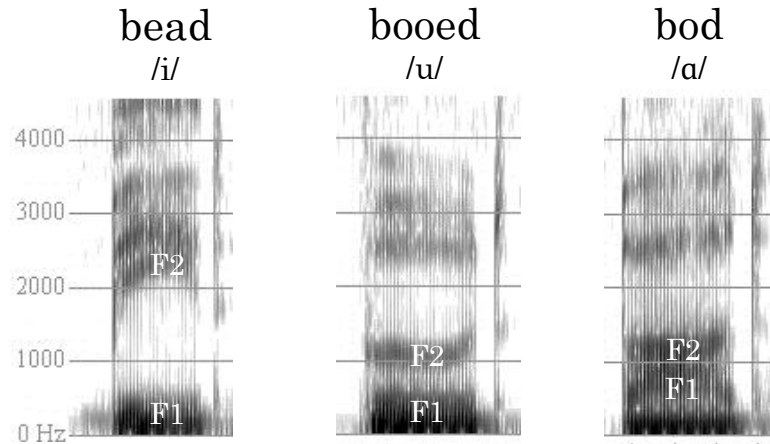 bead booed bod
/i/ /u/ /ɑ/
4000
3000
F2
2000
1000
F2 F2
F1
F1 F1
0 Hz